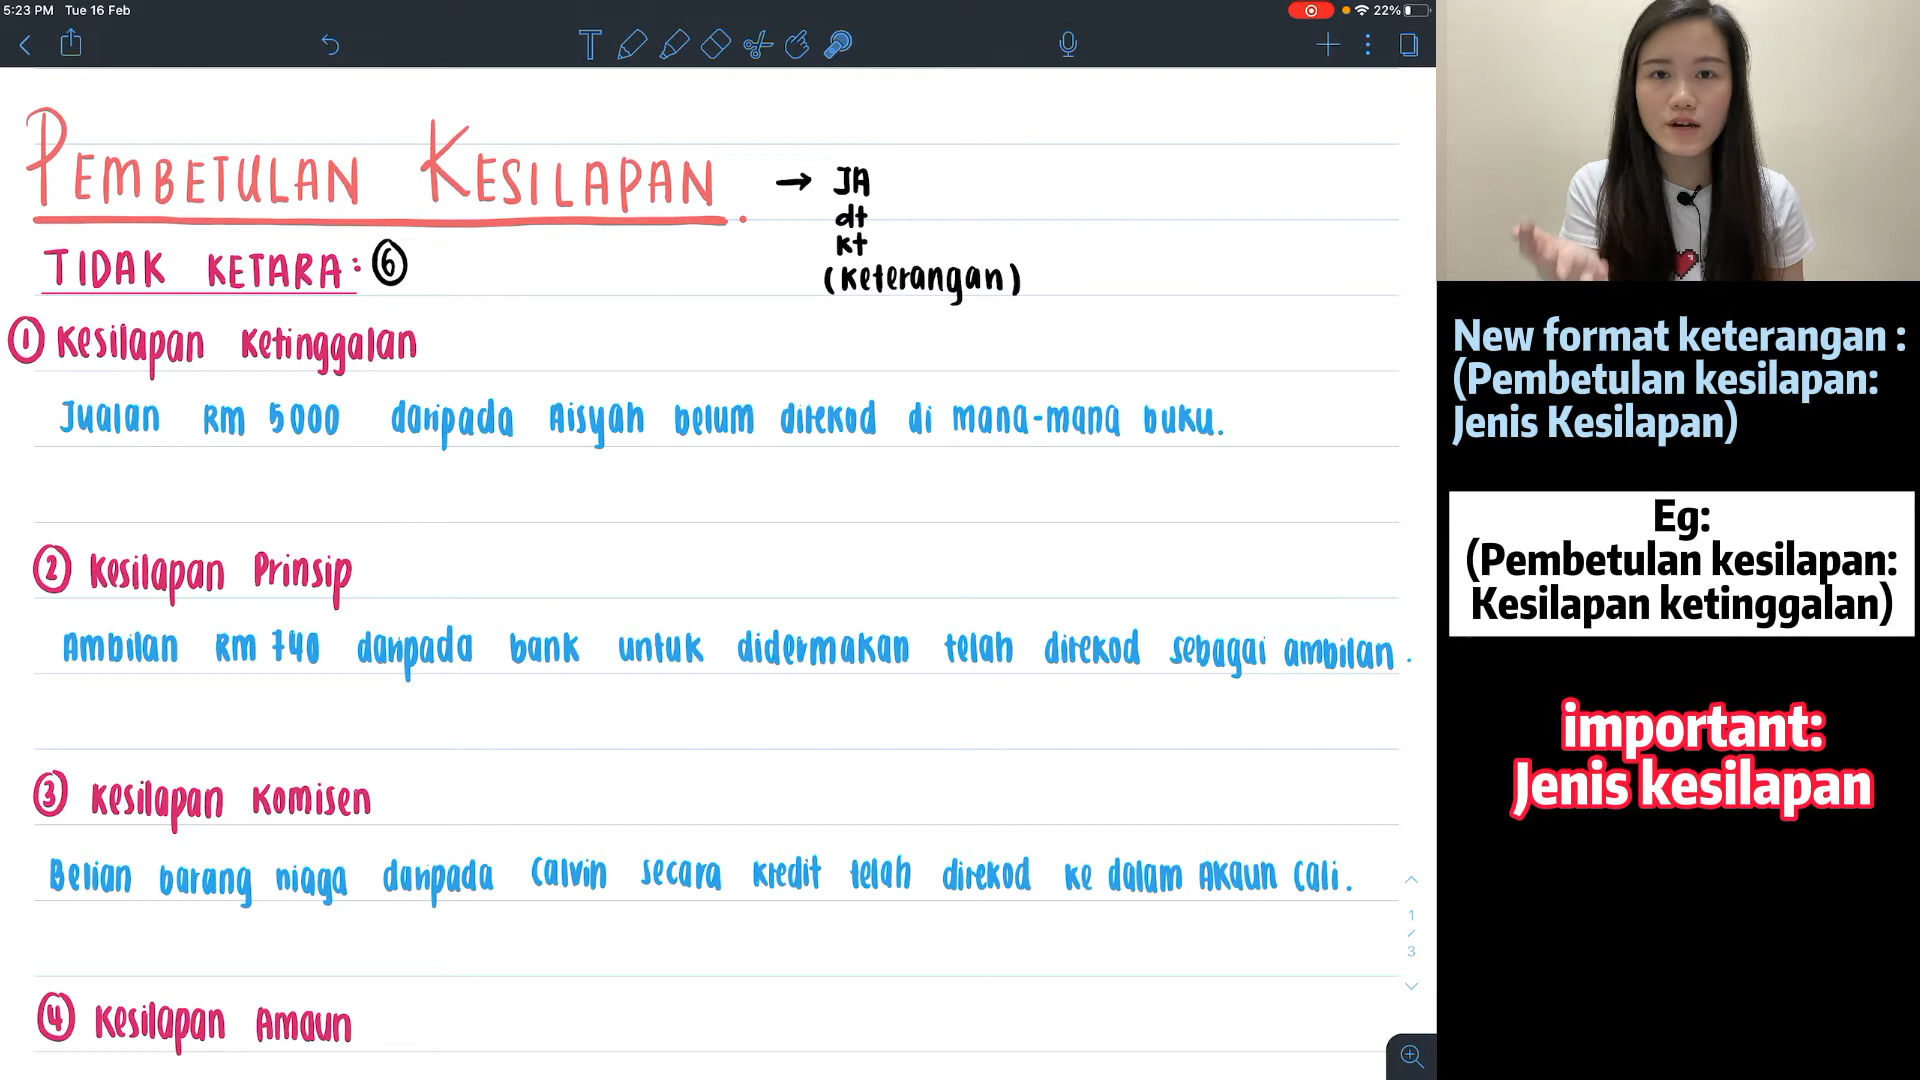 5:23 PM Tue 16 Feb
22%
PEMBETULAN KESILAPAN.
→ JA
dt
kt
(keterangan)
TIDAK KETARA: ⑥
① Kesilapan Ketinggalan
Jualan RM 5000 daripada Aisyah belum direkod di mana-mana buku.
② Kesilapan Prinsip
Ambilan RM 740 daripada bank untuk didermakan telah direkod sebagai ambilan.
③ Kesilapan Komisen
Belian barang niaga daripada Calvin secara kredit telah direkod ke dalam Akaun Cali.
④ Kesilapan Amaun
1
/
3
New format keterangan :
(Pembetulan kesilapan:
Jenis Kesilapan)
Eg:
(Pembetulan kesilapan:
Kesilapan ketinggalan)
important:
Jenis kesilapan